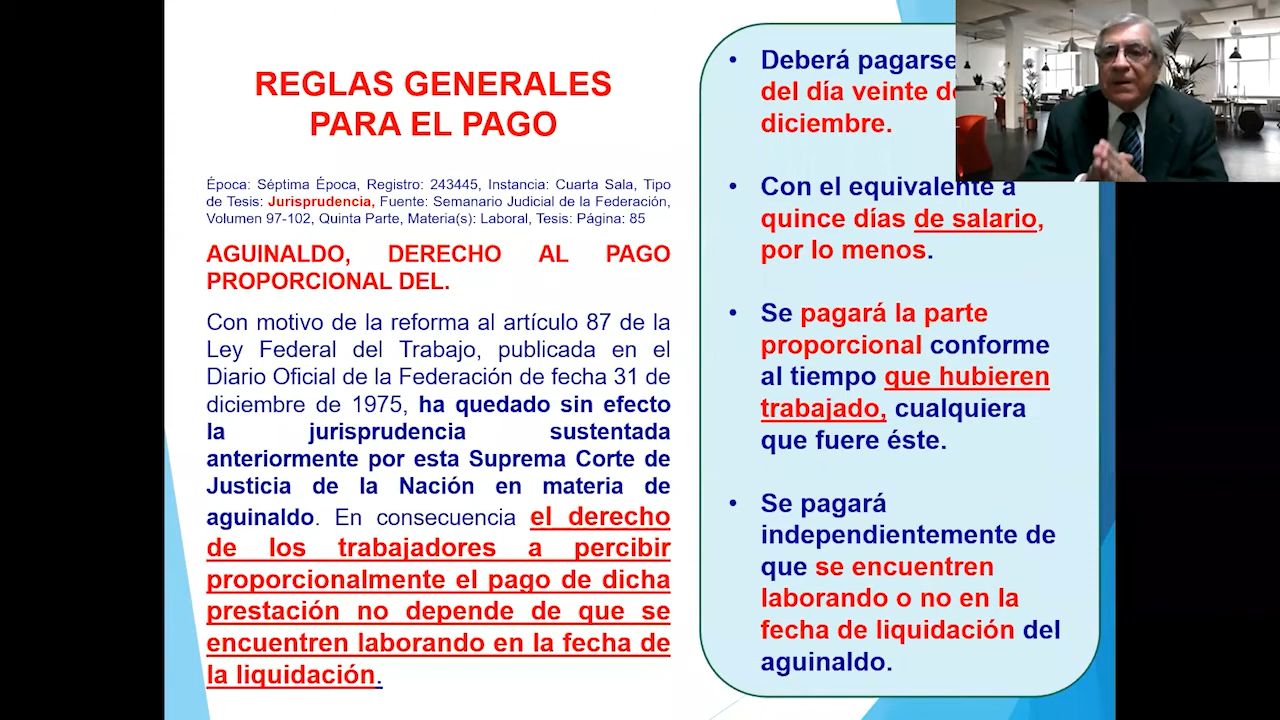 REGLAS GENERALES
PARA EL PAGO
Época: Séptima Época, Registro: 243445, Instancia: Cuarta Sala, Tipo
de Tesis: Jurisprudencia, Fuente: Semanario Judicial de la Federación,
Volumen 97-102, Quinta Parte, Materia(s): Laboral, Tesis: Página: 85
AGUINALDO, DERECHO AL PAGO
PROPORCIONAL DEL.
Con motivo de la reforma al artículo 87 de la
Ley Federal del Trabajo, publicada en el
Diario Oficial de la Federación de fecha 31 de
diciembre de 1975, ha quedado sin efecto
la jurisprudencia sustentada
anteriormente por esta Suprema Corte de
Justicia de la Nación en materia de
aguinaldo. En consecuencia el derecho
de los trabajadores a percibir
proporcionalmente el pago de dicha
prestación no depende de que se
encuentren laborando en la fecha de
la liquidación.
• Deberá pagarse
del día veinte
diciembre.
• Con el equivalente a
quince días de salario,
por lo menos.
• Se pagará la parte
proporcional conforme
al tiempo que hubieren
trabajado, cualquiera
que fuere éste.
• Se pagará
independientemente de
que se encuentren
laborando o no en la
fecha de liquidación del
aguinaldo.